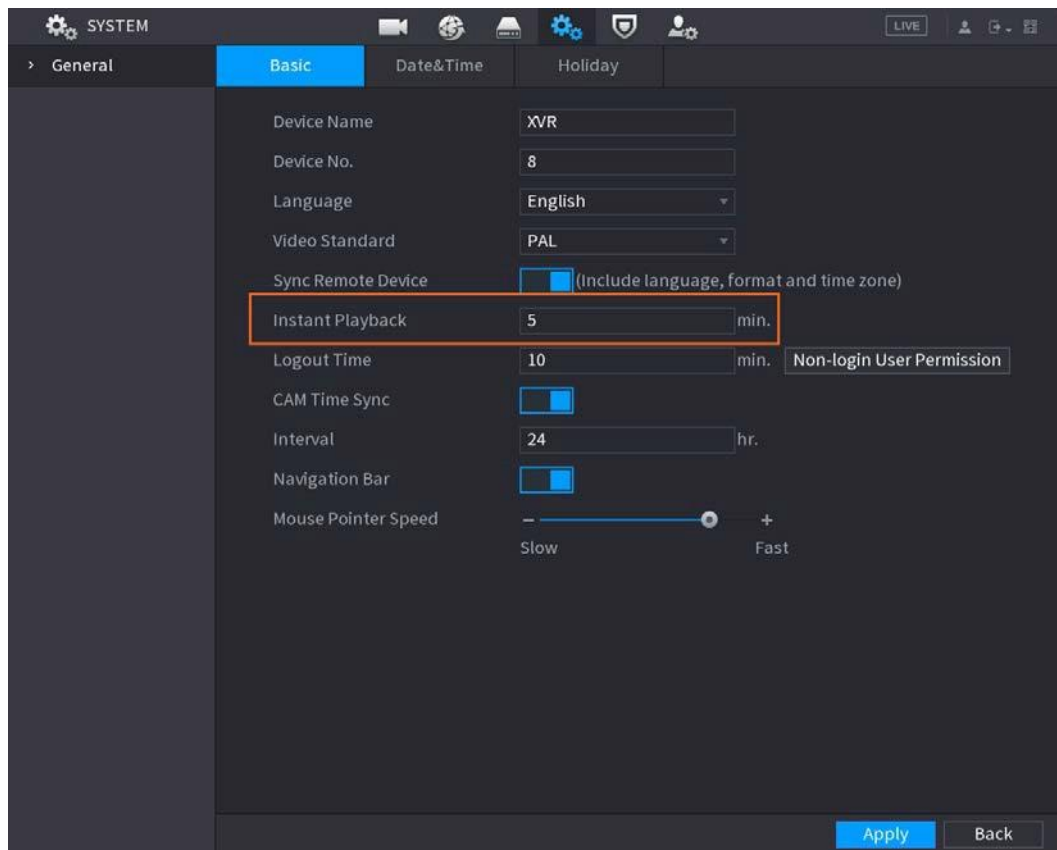 SYSTEM
LIVE
General
Basic Date&Time Holiday
Device Name XVR
Device No. 8
Language English
Video Standard PAL
Sync Remote Device (Include language, format and time zone)
Instant Playback 5 min.
Logout Time 10 min. Non-login User Permission
CAM Time Sync
Interval 24 hr.
Navigation Bar
Mouse Pointer Speed
Slow Fast
Apply Back